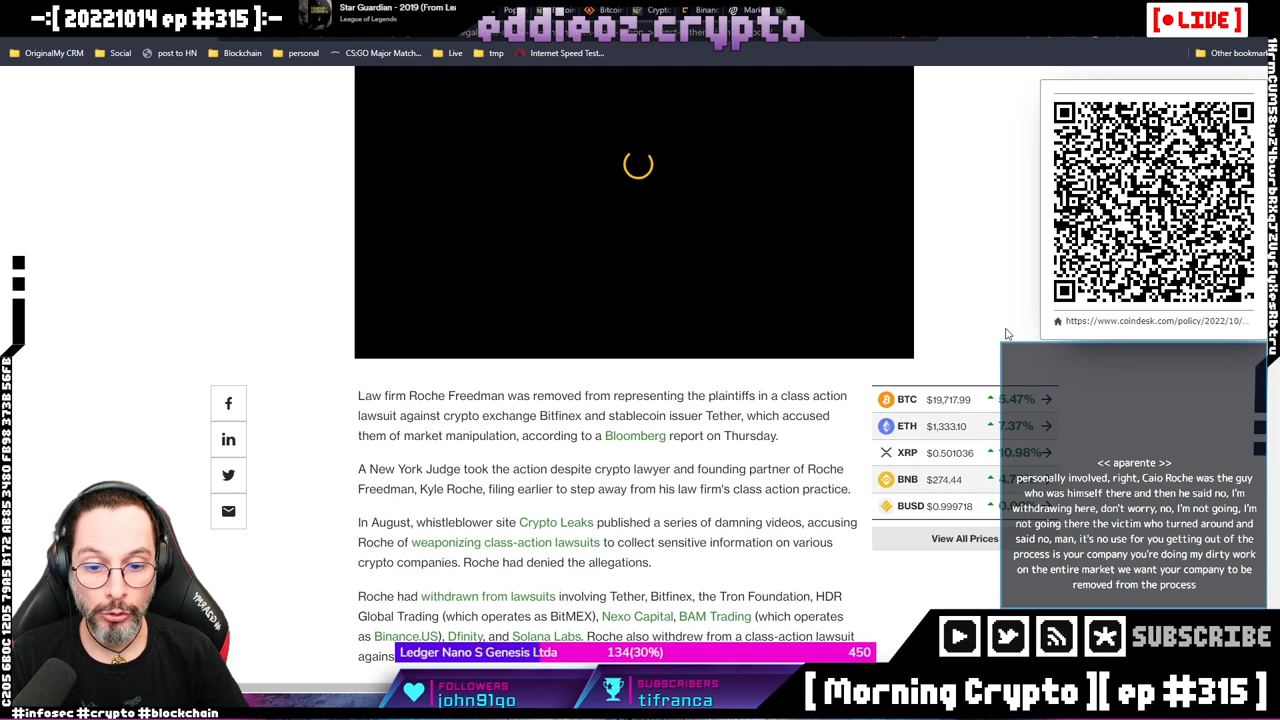 -:[ 20221014 ep #315 ]:-
Star Guardian - 2019 (From Le
League of Legends
eddieoz.crypto
[ LIVE ]
OriginalMy CRM
Social
post to HN
Blockchain
personal
CS:GO Major Match...
Live
tmp
Internet Speed Test...
Other bookmar
https://www.coindesk.com/policy/2022/10/...
Law firm Roche Freedman was removed from representing the plaintiffs in a class action
lawsuit against crypto exchange Bitfinex and stablecoin issuer Tether, which accused
them of market manipulation, according to a Bloomberg report on Thursday.
A New York Judge took the action despite crypto lawyer and founding partner of Roche
Freedman, Kyle Roche, filing earlier to step away from his law firm's class action practice.
In August, whistleblower site Crypto Leaks published a series of damning videos, accusing
Roche of weaponizing class-action lawsuits to collect sensitive information on various
crypto companies. Roche had denied the allegations.
Roche had withdrawn from lawsuits involving Tether, Bitfinex, the Tron Foundation, HDR
Global Trading (which operates as BitMEX), Nexo Capital, BAM Trading (which operates
as Binance.US), Dfinity, and Solana Labs. Roche also withdrew from a class-action lawsuit
agains
BTC $19,717.99 5.47%
ETH $1,333.10 7.37%
XRP $0.501036 10.98%
BNB $274.44
BUSD $0.999718
View All Prices
<< aparente >>
personally involved, right, Caio Roche was the guy
who was himself there and then he said no, I'm
withdrawing here, don't worry, no, I'm not going, I'm
not going there the victim who turned around and
said no, man, it's no use for you getting out of the
process is your company you're doing my dirty work
on the entire market we want your company to be
removed from the process
Ledger Nano S Genesis Ltda 134(30%) 450
FOLLOWERS
john91qo
SUBSCRIBERS
tifranca
SUBSCRIBE
[ Morning Crypto ][ ep #315 ]
#infosec #crypto #blockchain